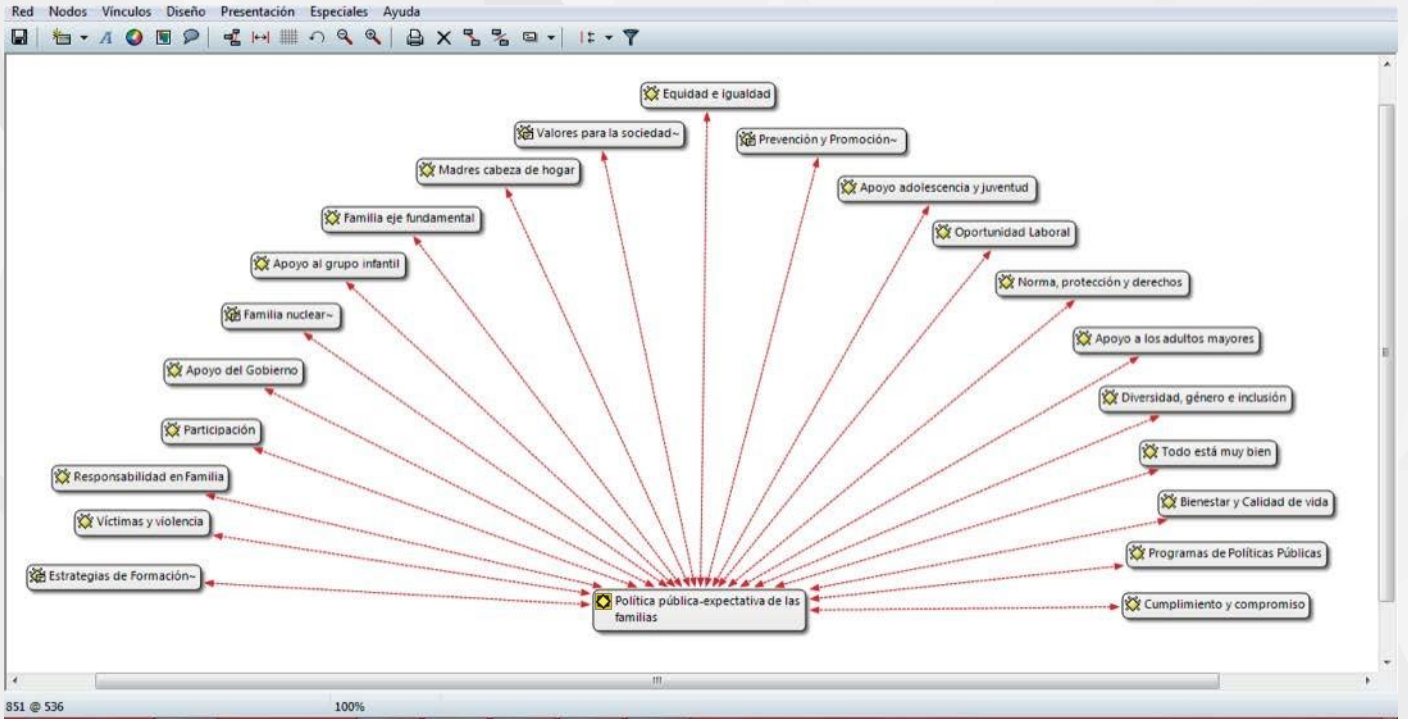 Red Nodos Vínculos Diseño Presentación Especiales Ayuda
Equidad e igualdad
Valores para la sociedad~
Prevención y Promoción~
Madres cabeza de hogar
Apoyo adolescencia y juventud
Familia eje fundamental
Oportunidad Laboral
Apoyo al grupo infantil
Norma, protección y derechos
Familia nuclear~
Apoyo a los adultos mayores
Apoyo del Gobierno
Diversidad, género e inclusión
Participación
Todo está muy bien
Responsabilidad en Familia
Bienestar y Calidad de vida
Víctimas y violencia
Programas de Políticas Públicas
Estrategias de Formación~
Política pública-expectativa de las
familias
Cumplimiento y compromiso
851 @ 536 100%